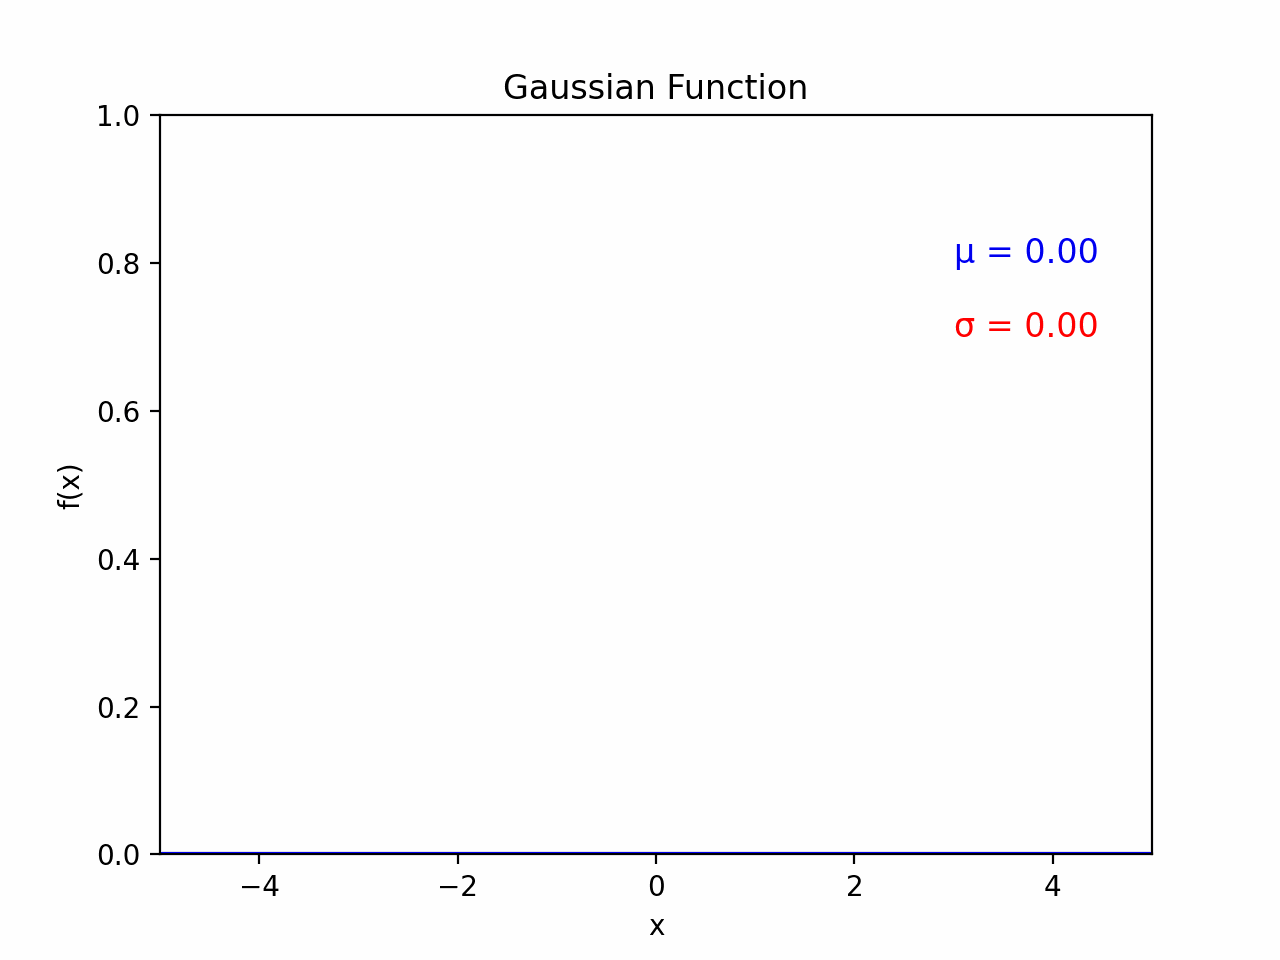 Gaussian Function
1.0
μ = 0.00
0.8
σ = 0.00
0.6
f(x)
0.4
0.2
0.0
−4 −2 0 2 4
x